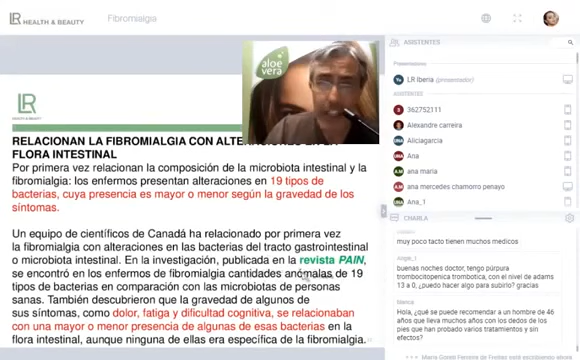 LR HEALTH & BEAUTY
Fibromialgia
ASISTENTES
LR Iberia (presentador)
ASISTENTES
362752111
Alexandre carreira
Aliciagarcia
Ana
ana maria
ana mercedes chamorro penayo
Ana_1
CHARLA
muy poco tacto tienen muchos medicos
buenas noches doctor, tengo púrpura
trombocitopenica trombotica, con el nivel de adams
13 a 0, ¿puedo hacer algo para subirlo? gracias
Hola, ¿qué se puede recomendar a un hombre de 46
años que lleva muchos años con los dedos de los
pies que han probado varios tratamientos y sin
éxito?
aloe
vera
LR
HEALTH & BEAUTY
RELACIONAN LA FIBROMIALGIA CON
FLORA INTESTINAL
Por primera vez relacionan la composición de la microbiota intestinal y la
fibromialgia: los enfermos presentan alteraciones en 19 tipos de
bacterias, cuya presencia es mayor o menor según la gravedad de los
síntomas.
Un equipo de científicos de Canadá ha relacionado por primera vez
la fibromialgia con alteraciones en las bacterias del tracto gastrointestinal
o microbiota intestinal. En la investigación, publicada en la revista PAIN,
se encontró en los enfermos de fibromialgia cantidades anómalas de 19
tipos de bacterias en comparación con las microbiotas de personas
sanas. También descubrieron que la gravedad de algunos de
sus síntomas, como dolor, fatiga y dificultad cognitiva, se relacionaban
con una mayor o menor presencia de algunas de esas bacterias en la
flora intestinal, aunque ninguna de ellas era específica de la fibromialgia.